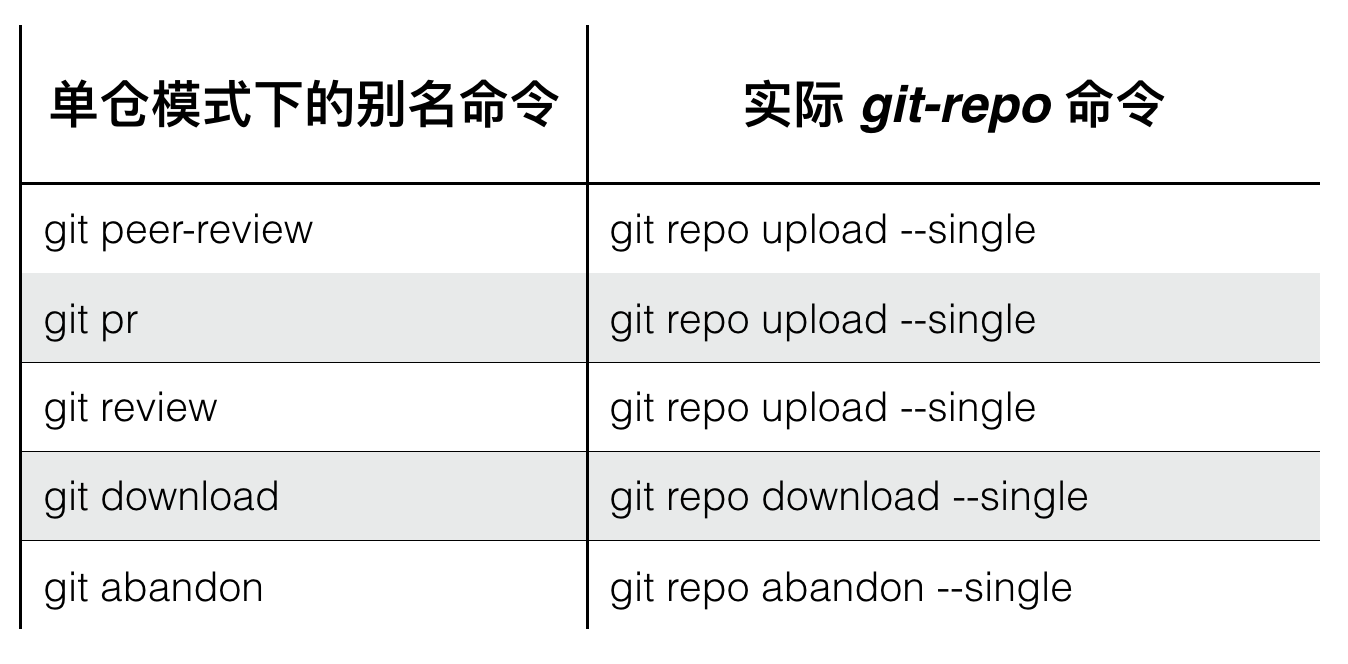 单仓模式下的别名命令 实际 git-repo 命令
git peer-review git repo upload --single
git pr git repo upload --single
git review git repo upload --single
git download git repo download --single
git abandon git repo abandon --single